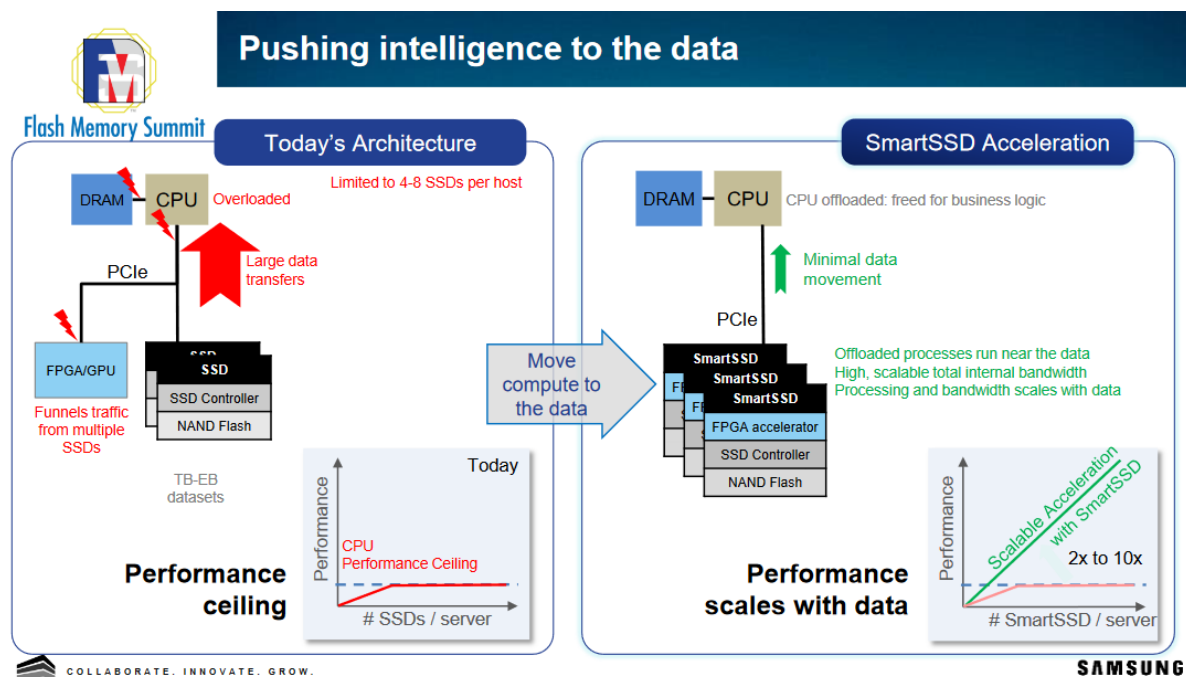 Pushing intelligence to the data
FM
Flash Memory Summit
Today's Architecture
Limited to 4-8 SSDs per host
DRAM
CPU
Overloaded
Large data
transfers
PCIe
FPGA/GPU
Funnels traffic
from multiple
SSDs
SSD
SSD
SSD Controller
NAND Flash
TB-EB
datasets
Performance
ceiling
Today
Performance
CPU
Performance Ceiling
# SSDs / server
Move
compute to
the data
SmartSSD Acceleration
DRAM
CPU
CPU offloaded: freed for business logic
Minimal data
movement
PCIe
SmartSSD
SmartSSD
SmartSSD
FPGA accelerator
SSD Controller
NAND Flash
Offloaded processes run near the data
High, scalable total internal bandwidth
Processing and bandwidth scales with data
Performance
scales with data
Performance
Scalable Acceleration
with SmartSSD
2x to 10x
# SmartSSD / server
COLLABORATE. INNOVATE. GROW.
SAMSUNG